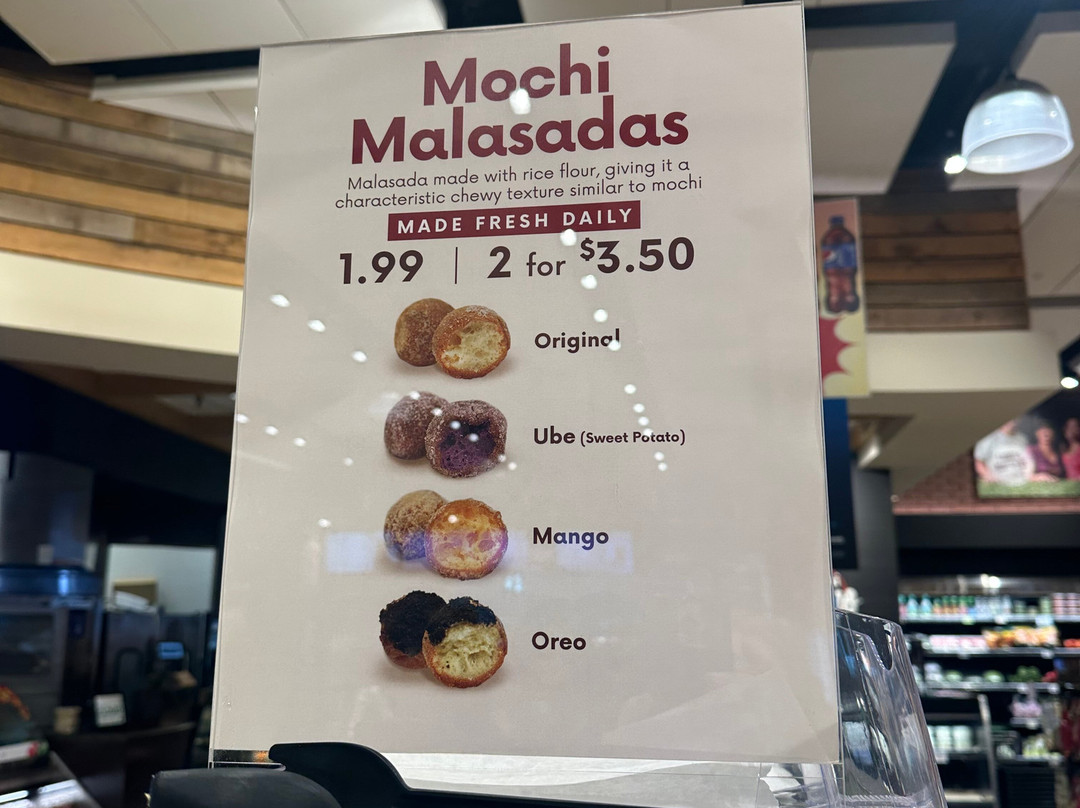 Mochi
Malasadas
Malasada made with rice flour, giving it a
characteristic chewy texture similar to mochi
MADE FRESH DAILY
1.99 | 2 for $3.50
Original
Ube (Sweet Potato)
Mango
Oreo